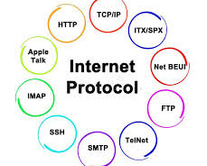 TCP/IP
HTTP
ITX/SPX
Apple
Talk
Internet
Protocol
Net BEUI
IMAP
FTP
SSH
TelNet
SMTP